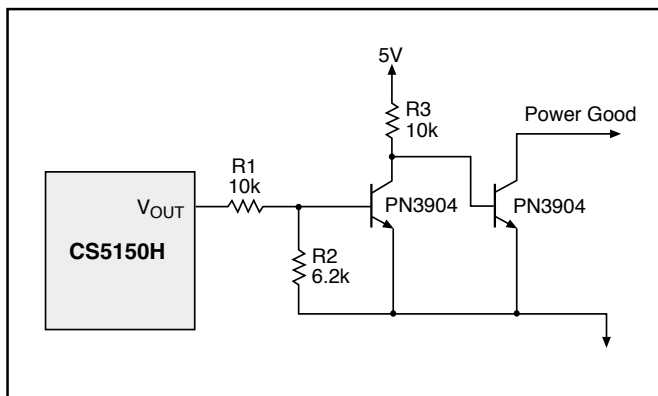 5V
R3
10k
Power Good
R1
10k
VOUT
PN3904
PN3904
CS5150H
R2
6.2k